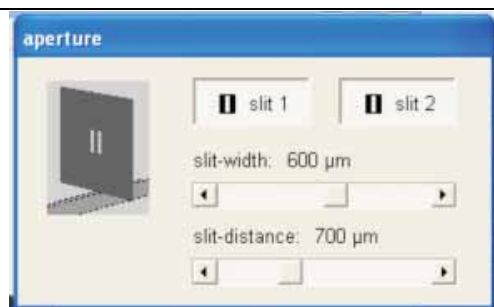 aperture
slit 1 slit 2
slit-width: 600 µm
slit-distance: 700 µm